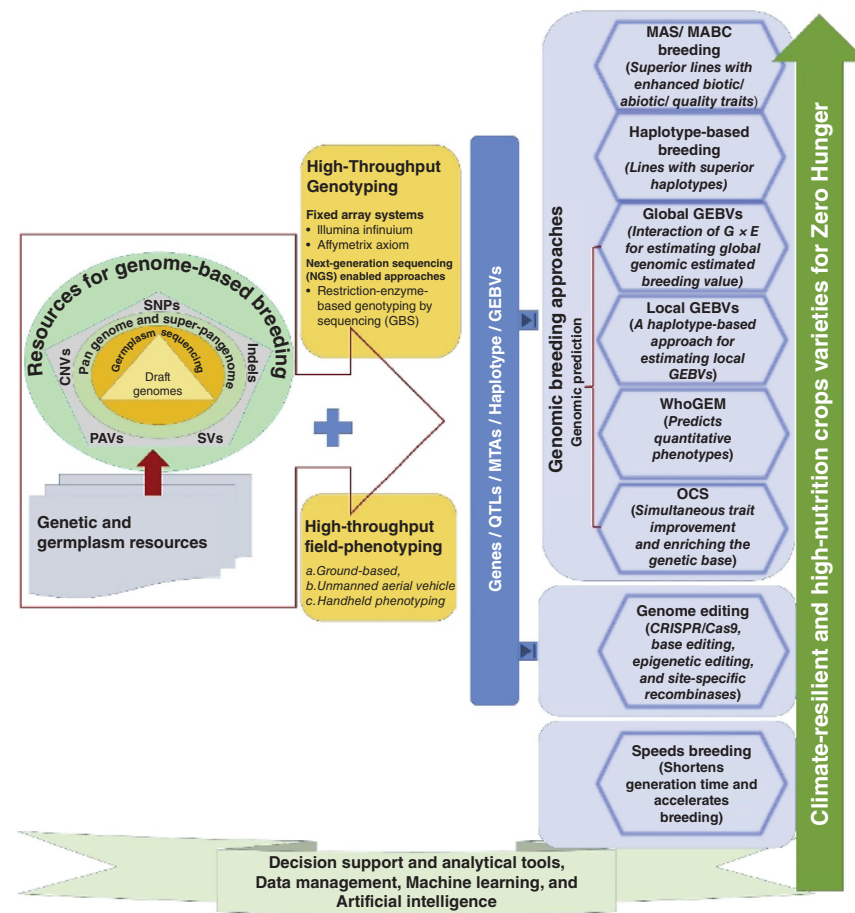 Resources for genome-based breeding
SNPs
CNVs
Indels
PAVs
SVs
Pan genome and super-pangenome
Germplasm sequencing
Draft
genomes
Genetic and
germplasm resources
High-Throughput
Genotyping
Fixed array systems
• Illumina infinuium
• Affymetrix axiom
Next-generation sequencing
(NGS) enabled approaches
• Restriction-enzyme-
based genotyping by
sequencing (GBS)
High-throughput
field-phenotyping
a.Ground-based,
b.Unmanned aerial vehicle
c. Handheld phenotyping
Genes / QTLs / MTAs / Haplotype / GEBVs
Genomic breeding approaches
Genomic prediction
MAS/ MABC
breeding
(Superior lines with
enhanced biotic/
abiotic/ quality traits)
Haplotype-based
breeding
(Lines with superior
haplotypes)
Global GEBVs
(Interaction of G × E
for estimating global
genomic estimated
breeding value)
Local GEBVs
(A haplotype-based
approach for
estimating local
GEBVs)
WhoGEM
(Predicts
quantitative
phenotypes)
OCS
(Simultaneous trait
improvement
and enriching the
genetic base)
Genome editing
(CRISPR/Cas9,
base editing,
epigenetic editing,
and site-specific
recombinases)
Speeds breeding
(Shortens
generation time and
accelerates
breeding)
Climate-resilient and high-nutrition crops varieties for Zero Hunger
Decision support and analytical tools,
Data management, Machine learning, and
Artificial intelligence